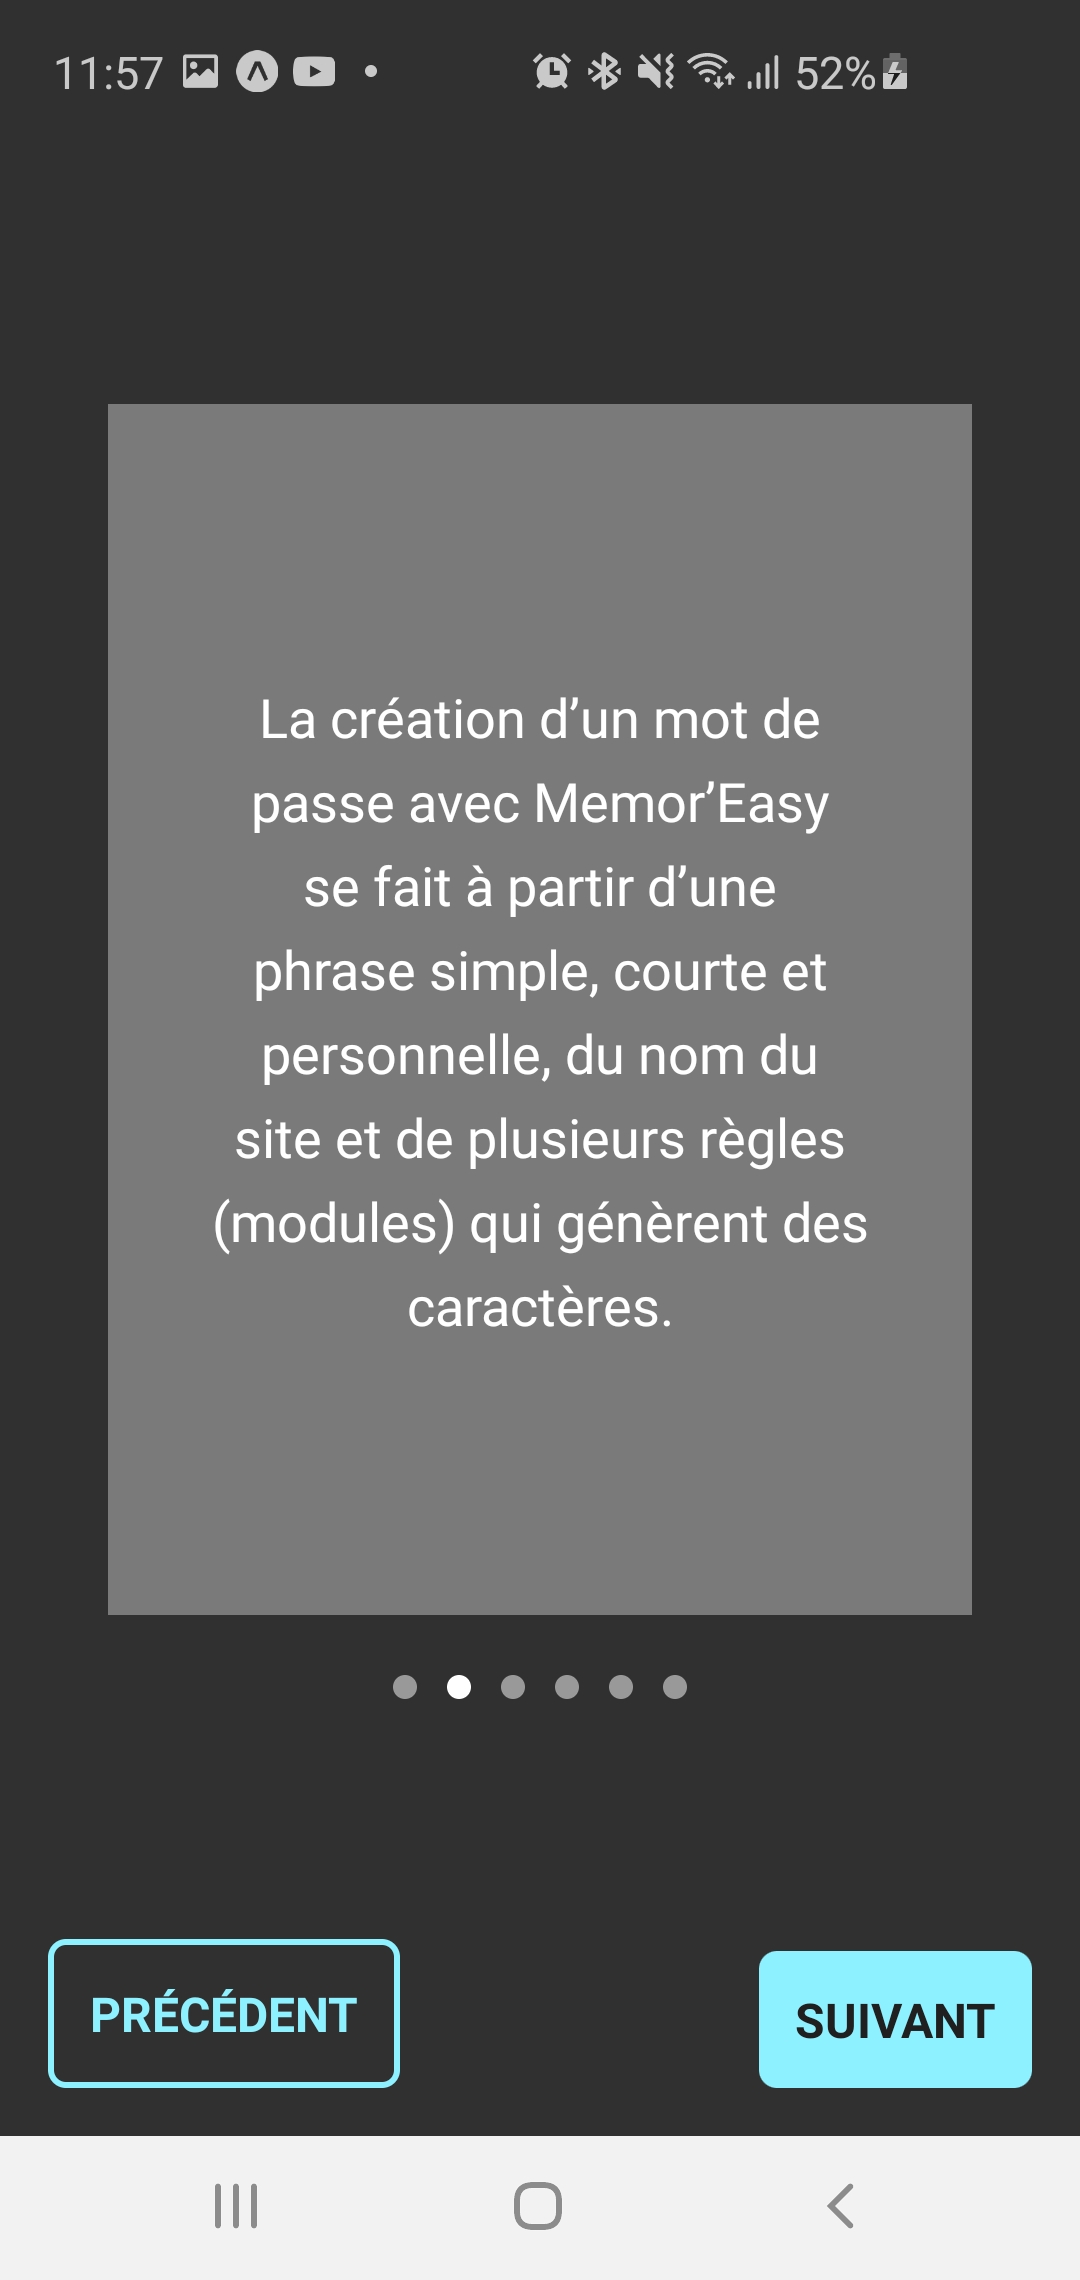 11:57
52%
La création d’un mot de
passe avec Memor’Easy
se fait à partir d’une
phrase simple, courte et
personnelle, du nom du
site et de plusieurs règles
(modules) qui génèrent des
caractères.
PRÉCÉDENT
SUIVANT